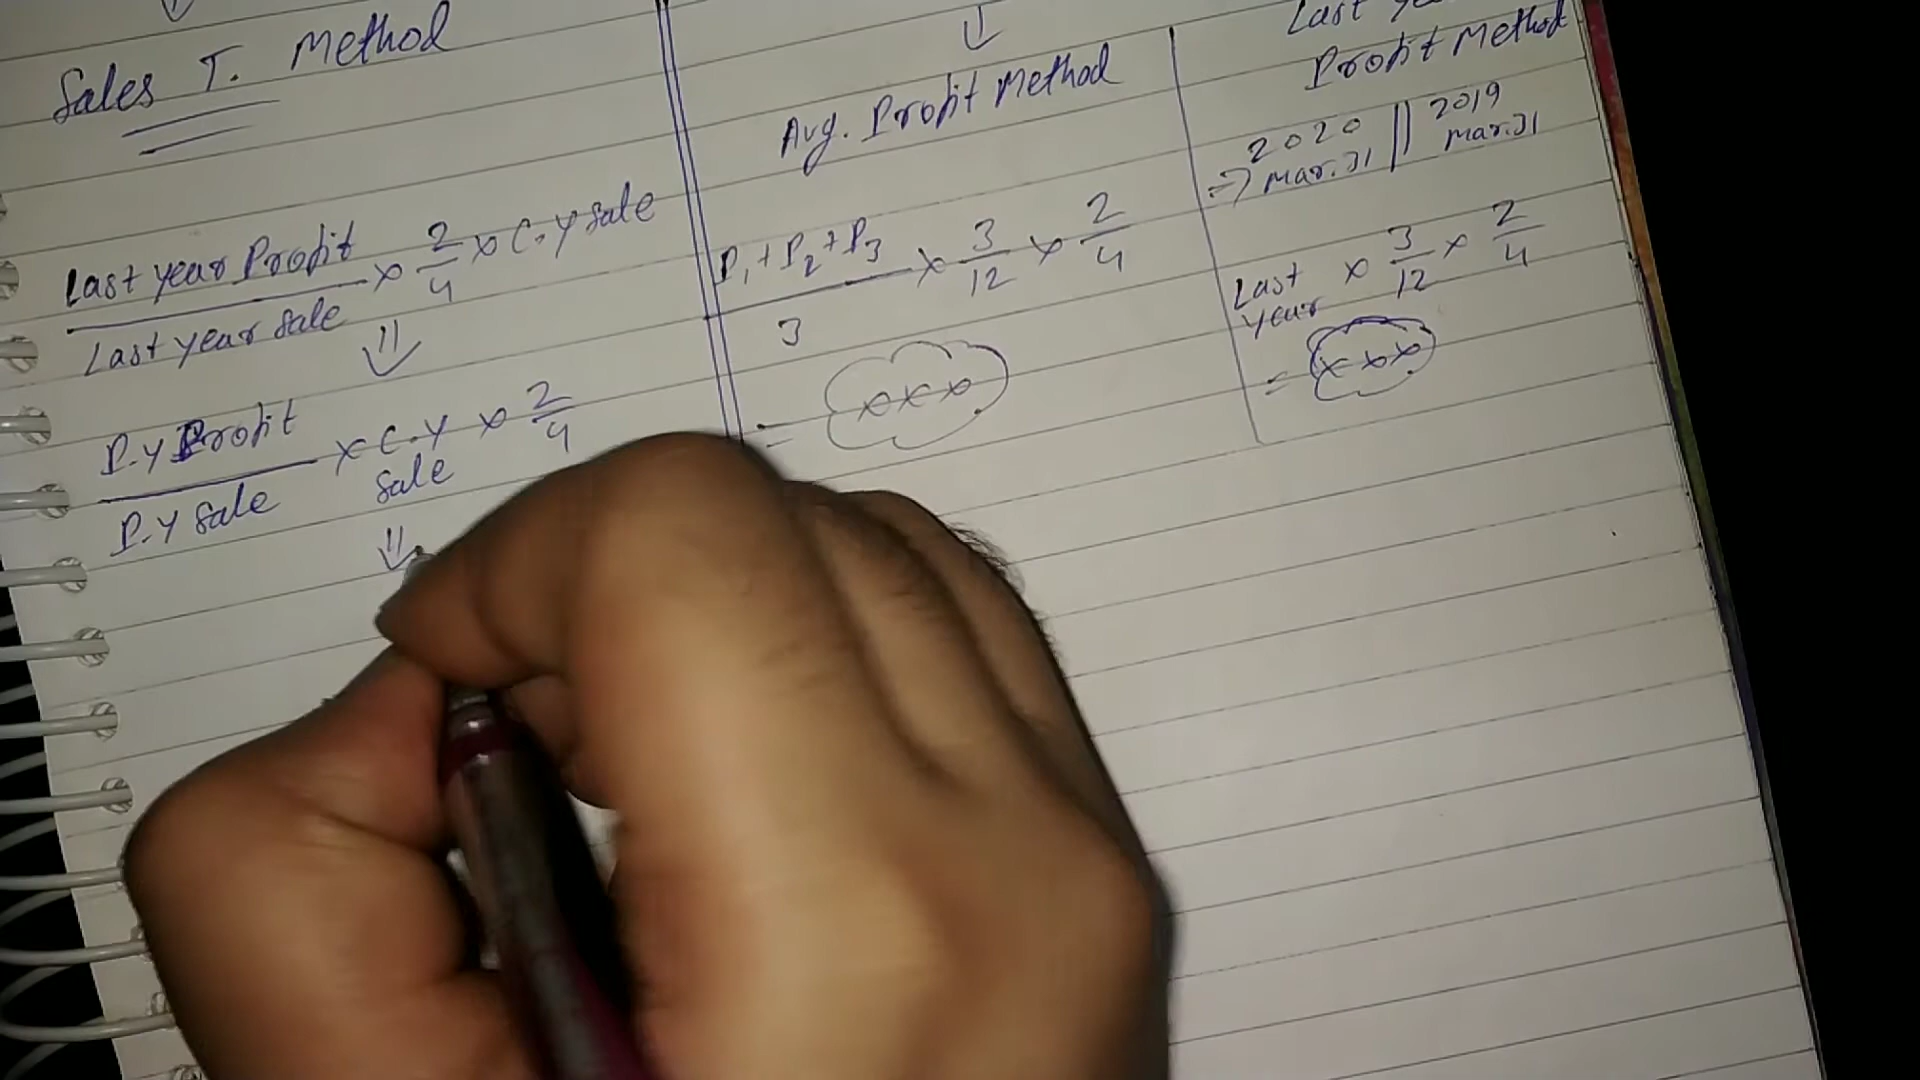 Sales T. Method
Last year Profit / Last year Sale × 2/4 × C.y sale
P.y Profit / P.y Sale × C.y Sale × 2/4
Avg. Profit Method
P₁ + P₂ + P₃ / 3 × 3/12 × 2/4
= × × ×
Last
Profit Method
⇒ 2020 Mar.31 || 2019 Mar.31
Last year × 3/12 × 2/4
= × × ×